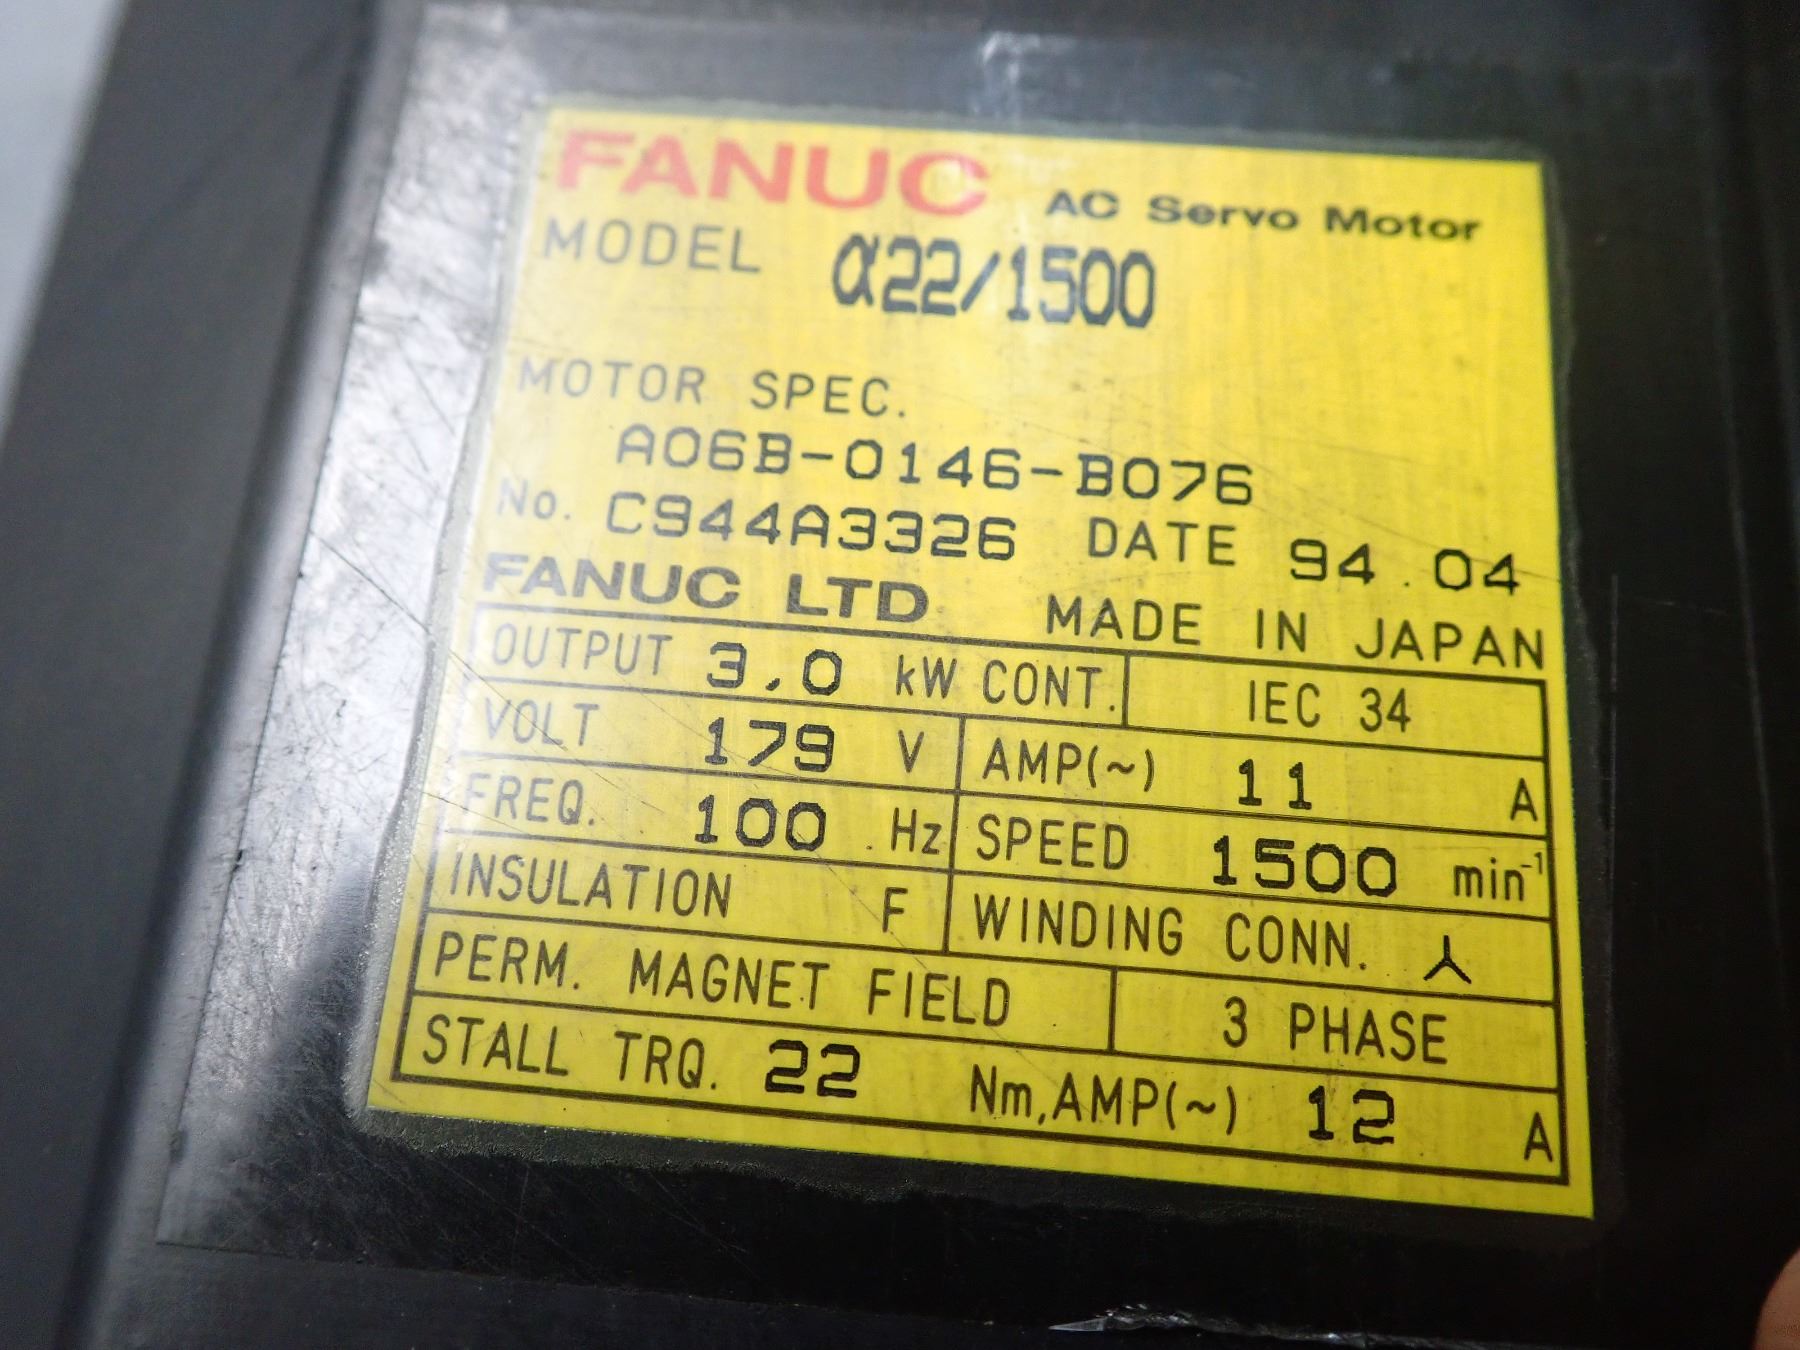 FANUC AC Servo Motor
MODEL α22/1500
MOTOR SPEC.
A06B-0146-B076
No. C944A3326 DATE 94.04
FANUC LTD MADE IN JAPAN
OUTPUT 3.0 kW CONT. IEC 34
VOLT 179 V AMP(~) 11 A
FREQ. 100 Hz SPEED 1500 min⁻¹
INSULATION F WINDING CONN. ⅄
PERM. MAGNET FIELD 3 PHASE
STALL TRQ. 22 Nm,AMP(~) 12 A